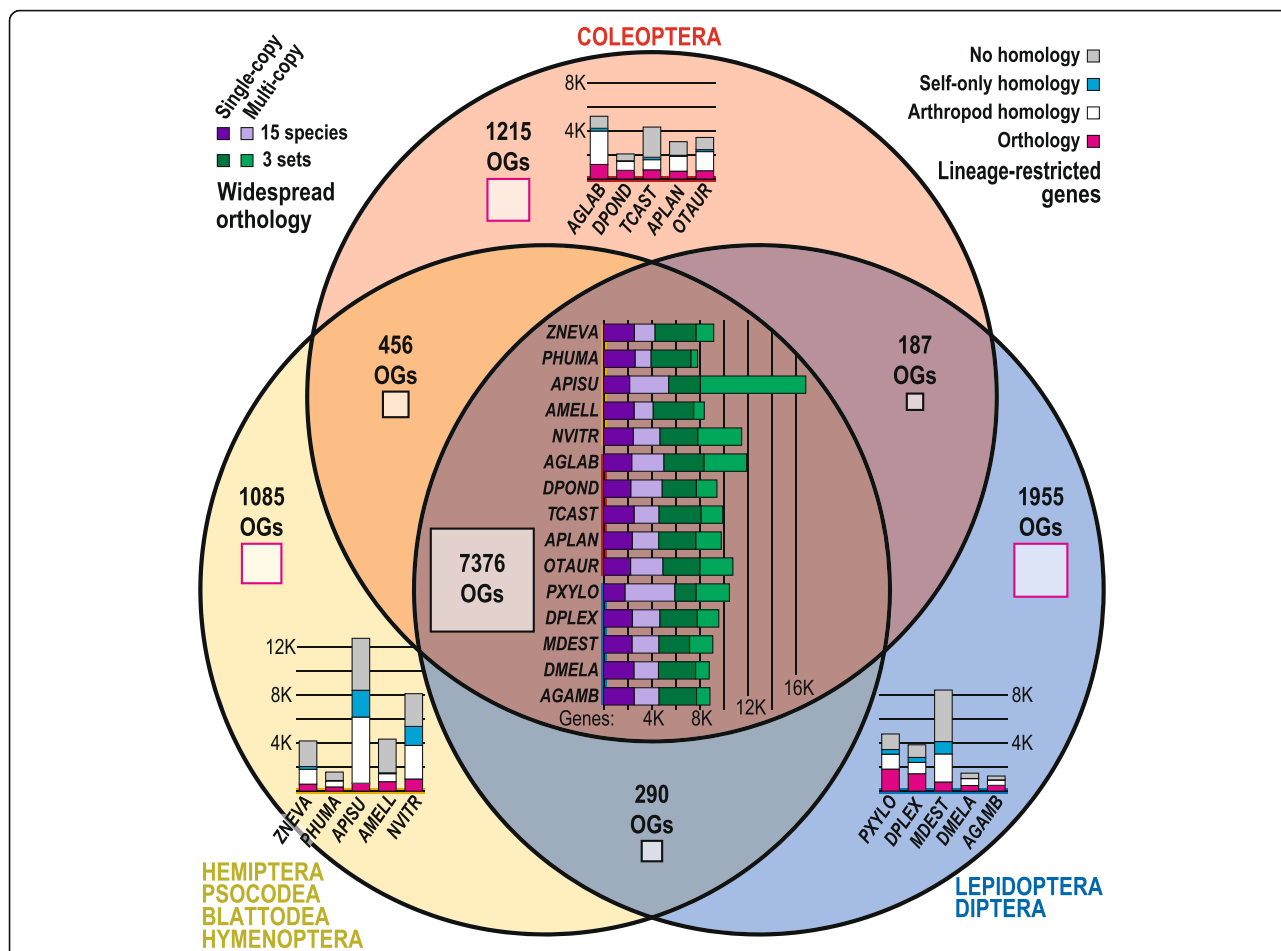 COLEOPTERA
Single-copy
Multi-copy
15 species
3 sets
Widespread
orthology
No homology
Self-only homology
Arthropod homology
Orthology
Lineage-restricted
genes
1215
OGs
8K
4K
AGLAB
DPOND
TCAST
APLAN
OTAUR
456
OGs
187
OGs
ZNEVA
PHUMA
APISU
AMELL
NVITR
AGLAB
DPOND
TCAST
APLAN
OTAUR
PXYLO
DPLEX
MDEST
DMELA
AGAMB
Genes:
4K
8K
12K
16K
7376
OGs
1085
OGs
1955
OGs
12K
8K
4K
ZNEVA
PHUMA
APISU
AMELL
NVITR
8K
4K
PXYLO
DPLEX
MDEST
DMELA
AGAMB
290
OGs
HEMIPTERA
PSOCODEA
BLATTODEA
HYMENOPTERA
LEPIDOPTERA
DIPTERA